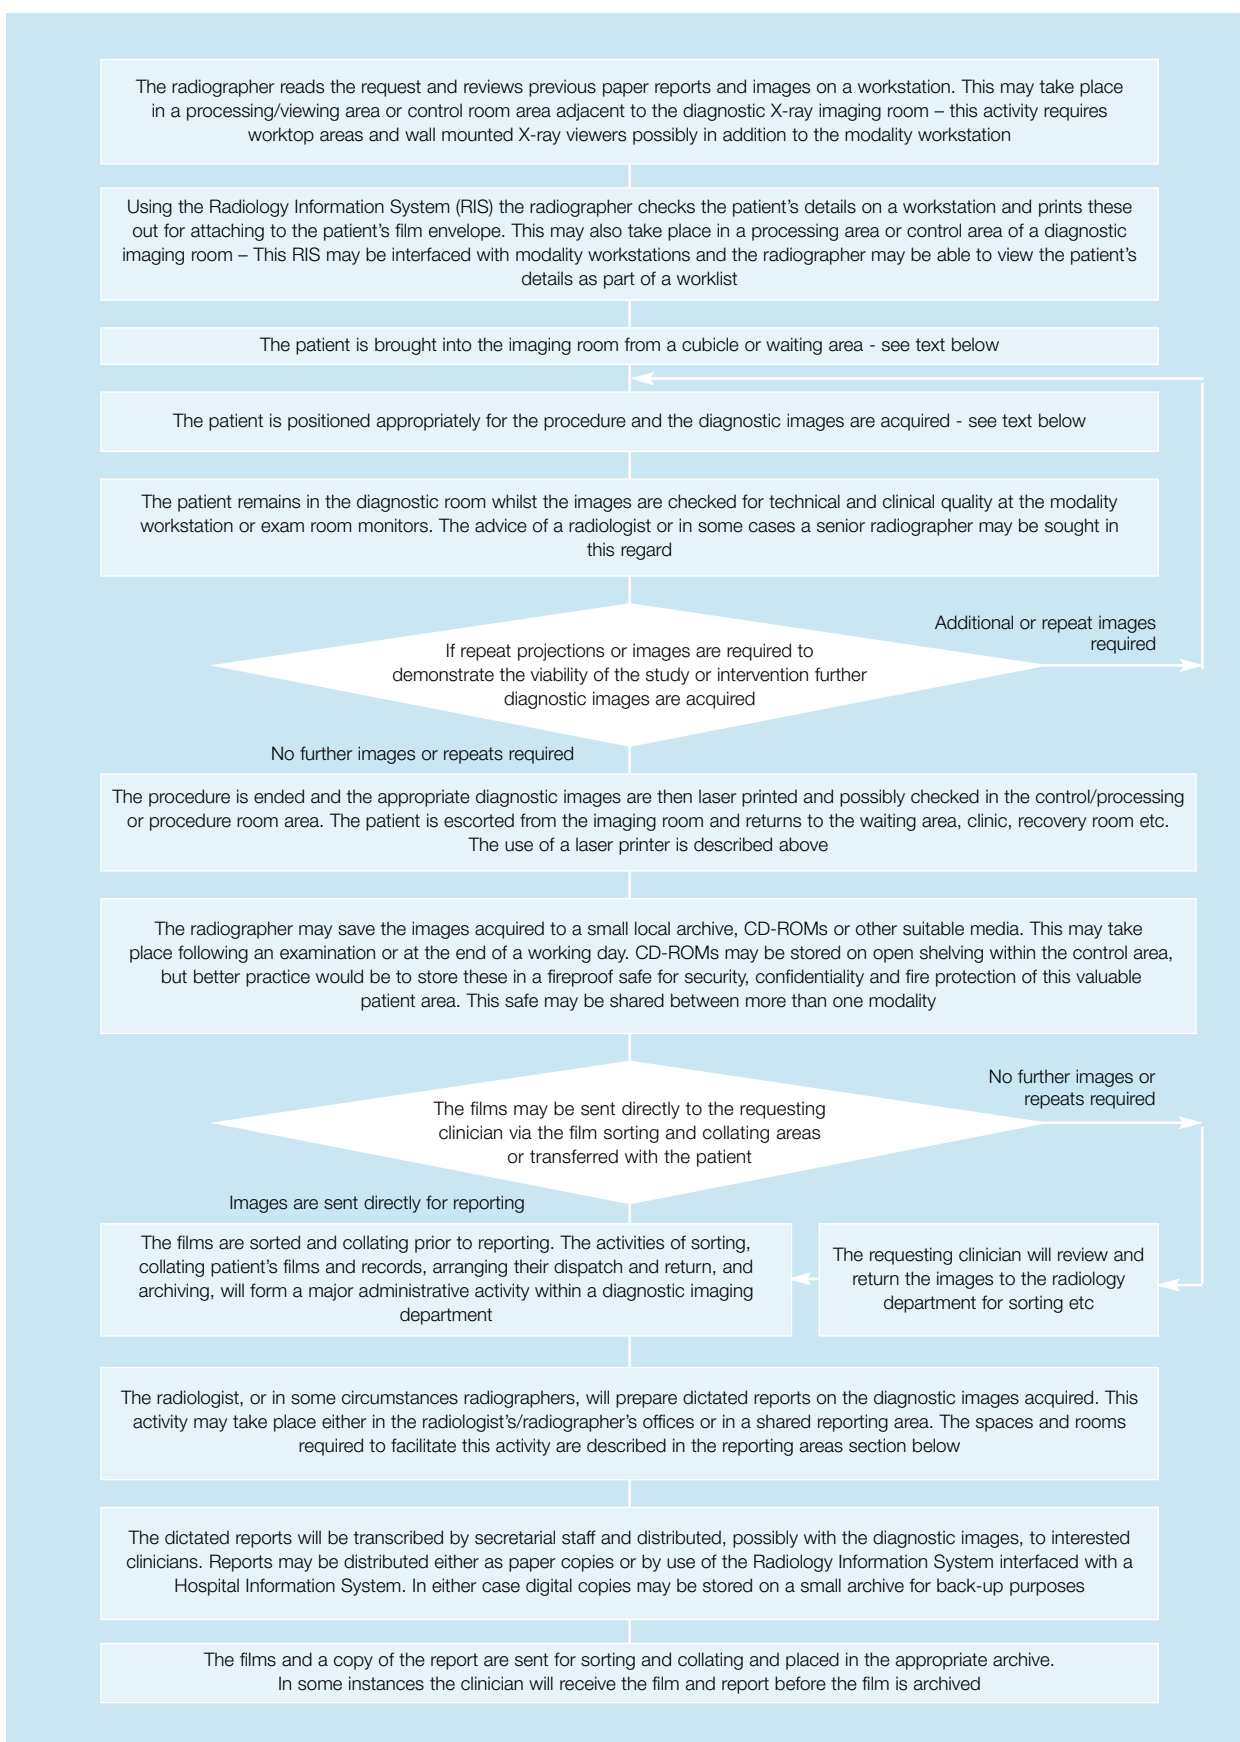 The radiographer reads the request and reviews previous paper reports and images on a workstation. This may take place
in a processing/viewing area or control room area adjacent to the diagnostic X-ray imaging room – this activity requires
worktop areas and wall mounted X-ray viewers possibly in addition to the modality workstation
Using the Radiology Information System (RIS) the radiographer checks the patient's details on a workstation and prints these
out for attaching to the patient's film envelope. This may also take place in a processing area or control area of a diagnostic
imaging room – This RIS may be interfaced with modality workstations and the radiographer may be able to view the patient's
details as part of a worklist
The patient is brought into the imaging room from a cubicle or waiting area - see text below
The patient is positioned appropriately for the procedure and the diagnostic images are acquired - see text below
The patient remains in the diagnostic room whilst the images are checked for technical and clinical quality at the modality
workstation or exam room monitors. The advice of a radiologist or in some cases a senior radiographer may be sought in
this regard
Additional or repeat images
required
If repeat projections or images are required to
demonstrate the viability of the study or intervention further
diagnostic images are acquired
No further images or repeats required
The procedure is ended and the appropriate diagnostic images are then laser printed and possibly checked in the control/processing
or procedure room area. The patient is escorted from the imaging room and returns to the waiting area, clinic, recovery room etc.
The use of a laser printer is described above
The radiographer may save the images acquired to a small local archive, CD-ROMs or other suitable media. This may take
place following an examination or at the end of a working day. CD-ROMs may be stored on open shelving within the control area,
but better practice would be to store these in a fireproof safe for security, confidentiality and fire protection of this valuable
patient area. This safe may be shared between more than one modality
No further images or
repeats required
The films may be sent directly to the requesting
clinician via the film sorting and collating areas
or transferred with the patient
Images are sent directly for reporting
The films are sorted and collating prior to reporting. The activities of sorting,
collating patient's films and records, arranging their dispatch and return, and
archiving, will form a major administrative activity within a diagnostic imaging
department
The requesting clinician will review and
return the images to the radiology
department for sorting etc
The radiologist, or in some circumstances radiographers, will prepare dictated reports on the diagnostic images acquired. This
activity may take place either in the radiologist's/radiographer's offices or in a shared reporting area. The spaces and rooms
required to facilitate this activity are described in the reporting areas section below
The dictated reports will be transcribed by secretarial staff and distributed, possibly with the diagnostic images, to interested
clinicians. Reports may be distributed either as paper copies or by use of the Radiology Information System interfaced with a
Hospital Information System. In either case digital copies may be stored on a small archive for back-up purposes
The films and a copy of the report are sent for sorting and collating and placed in the appropriate archive.
In some instances the clinician will receive the film and report before the film is archived